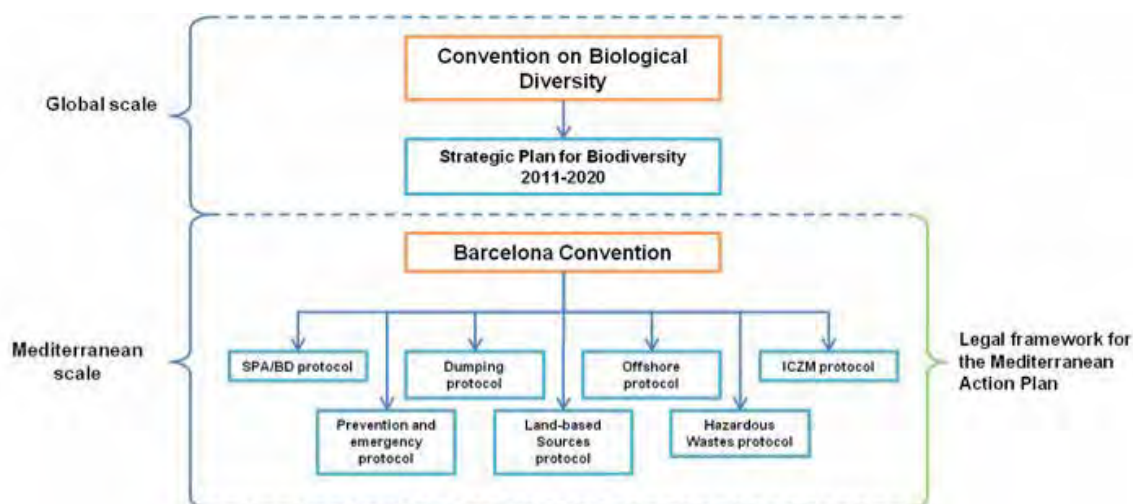 Convention on Biological
Diversity
Global scale
Strategic Plan for Biodiversity
2011-2020
Barcelona Convention
Mediterranean
scale
SPA/BD protocol
Dumping
protocol
Offshore
protocol
ICZM protocol
Prevention and
emergency
protocol
Land-based
Sources
protocol
Hazardous
Wastes protocol
Legal framework for
the Mediterranean
Action Plan